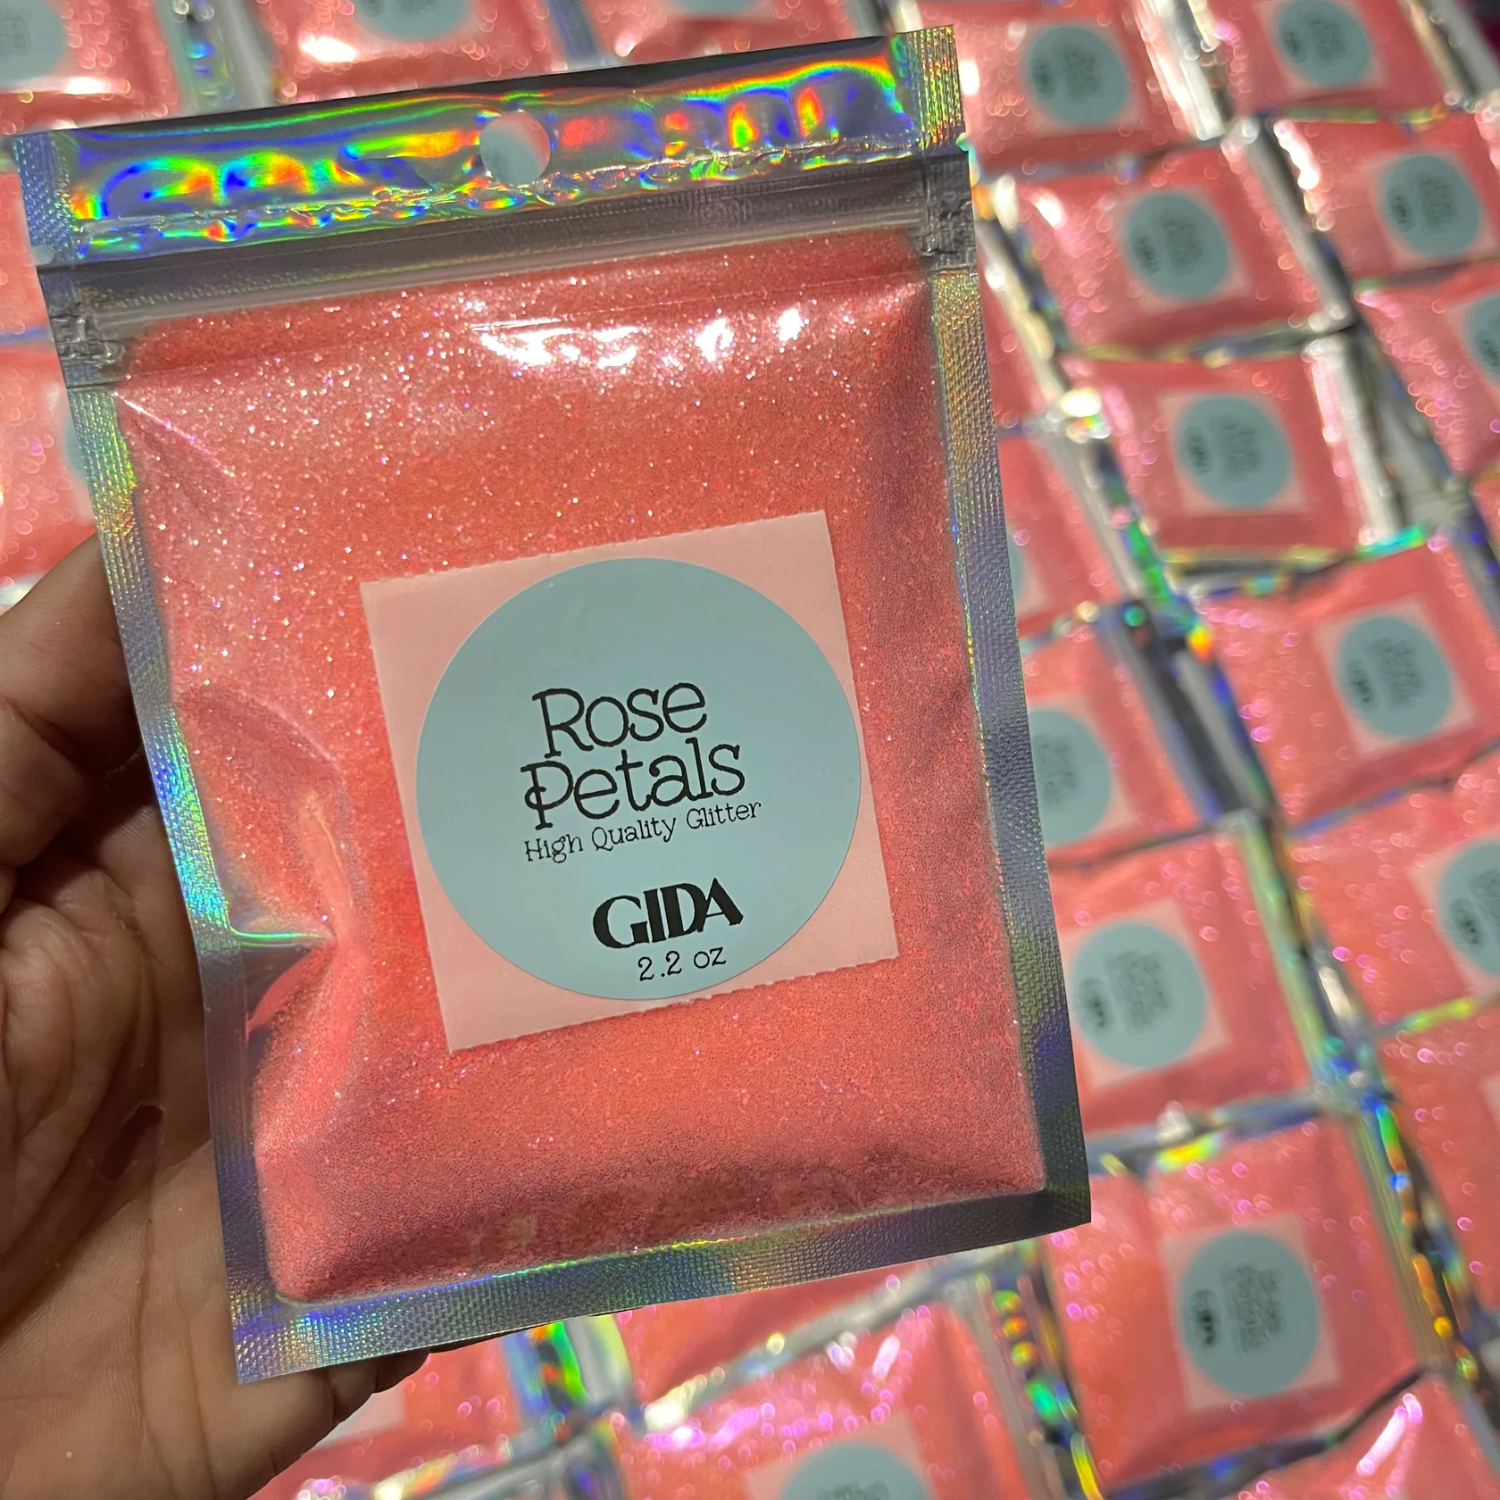 Rose
Petals
High Quality Glitter
GIDA
2.2 oz